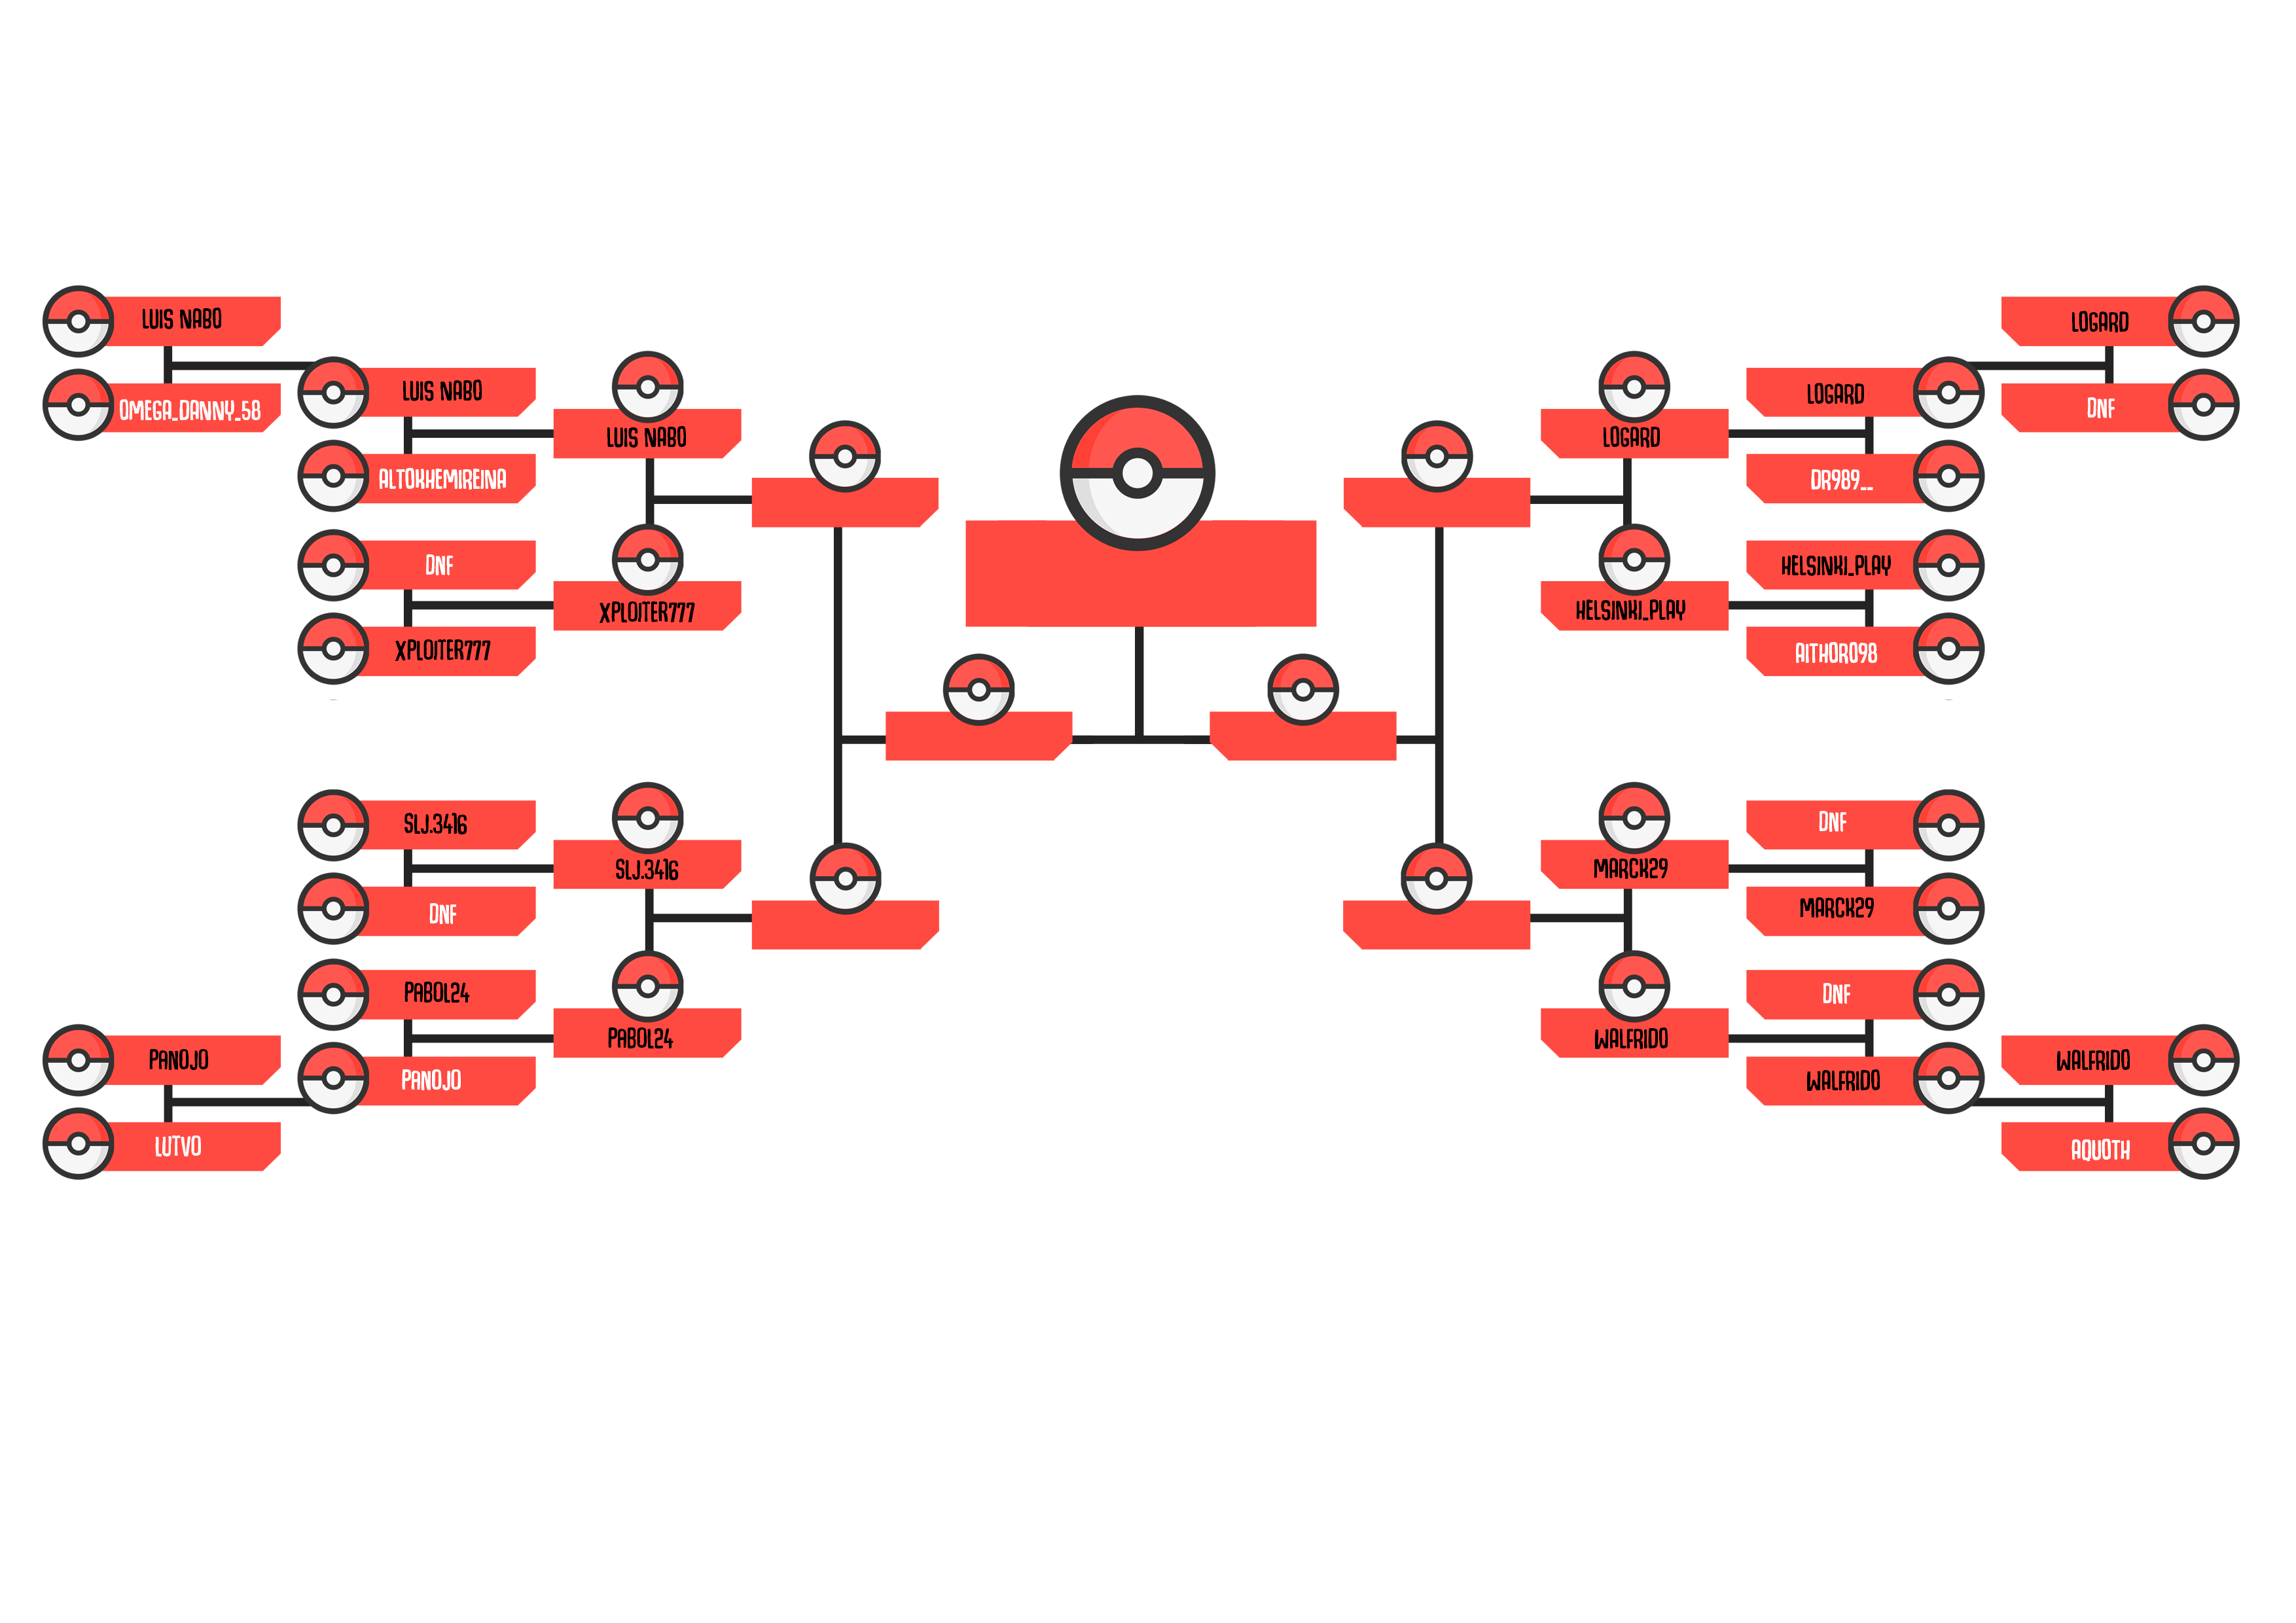 LUIS NABO
OMEGA_DANNY_58
LUIS NABO
ALTOKHEMIREINA
LUIS NABO
DNF
XPLOITER777
XPLOITER777
SLJ.3416
DNF
SLJ.3416
PABOL24
PANOJO
PABOL24
PANOJO
LUTVO
LOGARD
DNF
LOGARD
DR989__
LOGARD
HELSINKI_PLAY
AITHOR098
HELSINKI_PLAY
DNF
MARCK29
MARCK29
DNF
WALFRIDO
WALFRIDO
WALFRIDO
AQUOTH